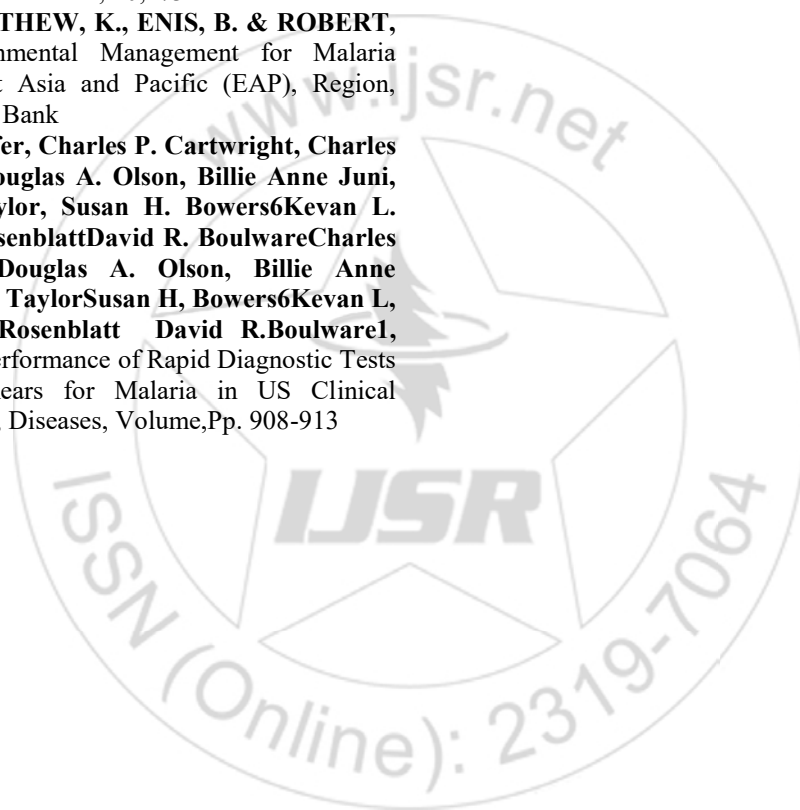 THEW, K., ENIS, B. & ROBERT,
nmental Management for Malaria
t Asia and Pacific (EAP), Region,
Bank
fer, Charles P. Cartwright, Charles
ouglas A. Olson, Billie Anne Juni,
ylor, Susan H. Bowers6Kevan L.
senblattDavid R. BoulwareCharles
Douglas A. Olson, Billie Anne
TaylorSusan H, Bowers6Kevan L,
Rosenblatt David R.Boulware1,
erformance of Rapid Diagnostic Tests
ears for Malaria in US Clinical
, Diseases, Volume,Pp. 908-913
www.ijsr.net
IJSR
ISSN (Online): 2319-7064